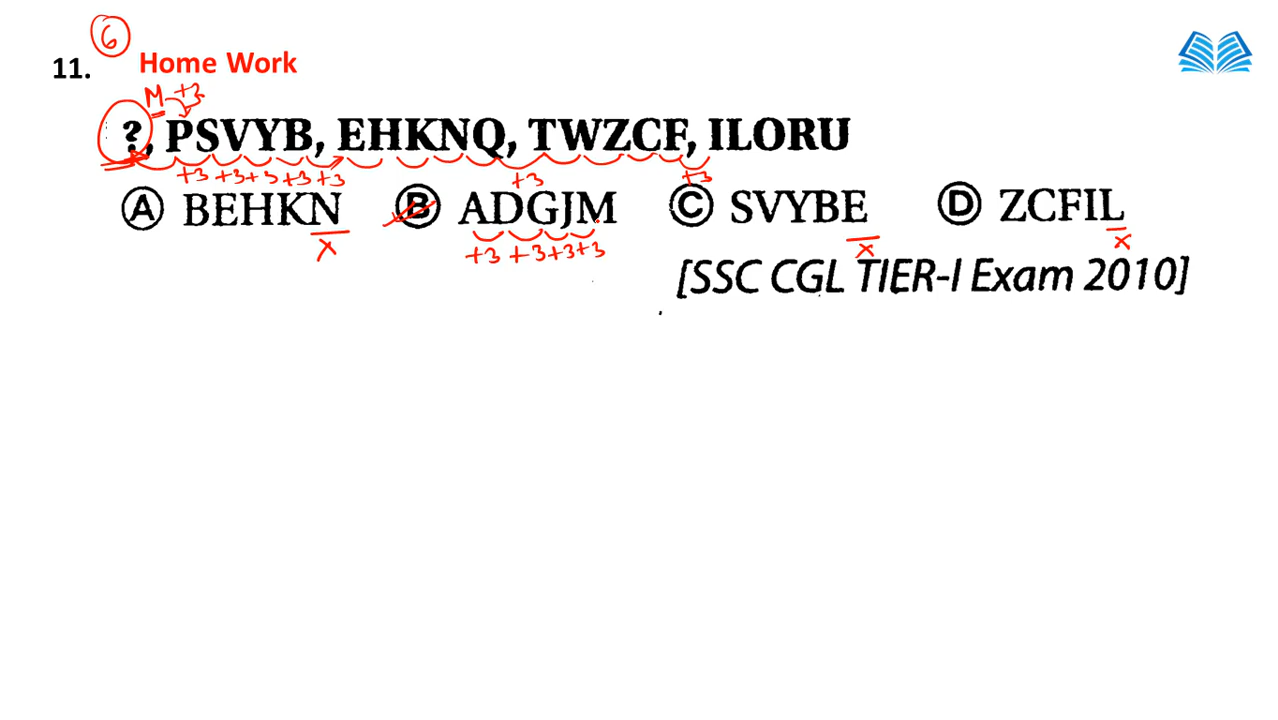 6
11. Home Work
M +3
?, PSVYB, EHKNQ, TWZCF, ILORU
+3 +3 +3 +3 +3 +3 +3
A BEHKN B ADGJM C SVYBE D ZCFIL
x +3 +3 +3 +3 x x
[SSC CGL TIER-I Exam 2010]